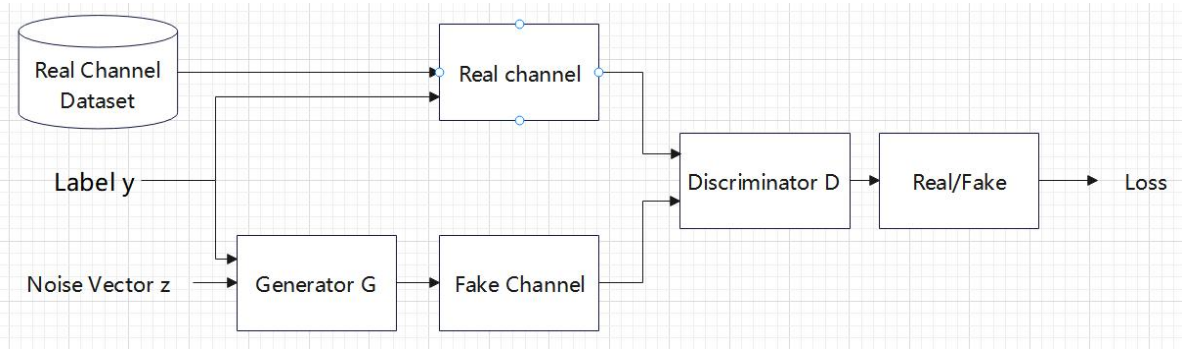 Real Channel
Dataset
Real channel
Label y
Discriminator D
Real/Fake
Loss
Noise Vector z
Generator G
Fake Channel